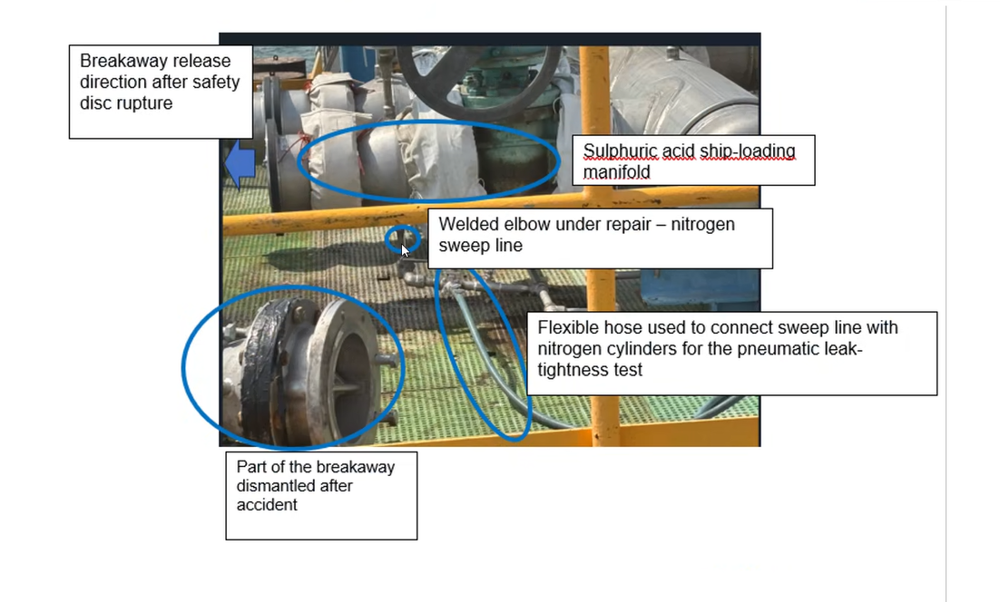 Breakaway release
direction after safety
disc rupture
Sulphuric acid ship-loading
manifold
Welded elbow under repair – nitrogen
sweep line
Flexible hose used to connect sweep line with
nitrogen cylinders for the pneumatic leak-
tightness test
Part of the breakaway
dismantled after
accident